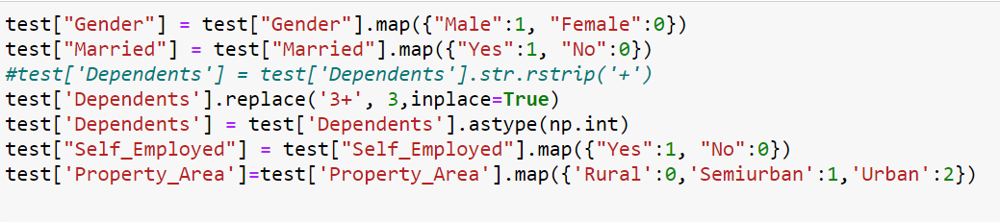 test["Gender"] = test["Gender"].map({"Male":1, "Female":0})
test["Married"] = test["Married"].map({"Yes":1, "No":0})
#test['Dependents'] = test['Dependents'].str.rstrip('+')
test['Dependents'].replace('3+', 3,inplace=True)
test['Dependents'] = test['Dependents'].astype(np.int)
test["Self_Employed"] = test["Self_Employed"].map({"Yes":1, "No":0})
test['Property_Area']=test['Property_Area'].map({'Rural':0,'Semiurban':1,'Urban':2})